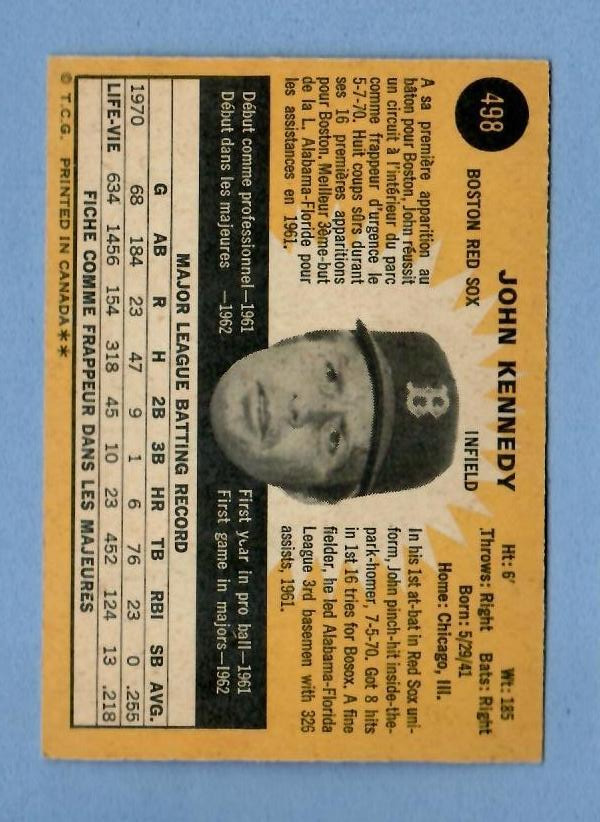 498
JOHN KENNEDY
BOSTON RED SOX
INFIELD
Ht: 6' Wt: 185
Throws: Right Bats: Right
Born: 5/29/41
Home: Chicago, Ill.
A sa première apparition au
bâton pour Boston, John réussit
un circuit à l'intérieur du parc
comme frappeur d'urgence le
5-7-70. Huit coups sûrs durant
ses 16 premières apparitions
pour Boston. Meilleur 3ème-but
de la L. Alabama-Floride pour
les assistances en 1961.
B
In his 1st at-bat in Red Sox uni-
form, John pinch-hit inside-the-
park-homer, 7-5-70. Got 8 hits
in 1st 16 tries for Bosox. A fine
fielder, he led Alabama-Florida
League 3rd basemen with 326
assists, 1961.
Début comme professionnel—1961
Début dans les majeures —1962
First year in pro ball—1961
First game in majors—1962
MAJOR LEAGUE BATTING RECORD
G AB R H 2B 3B HR TB RBI SB AVG.
1970 68 184 23 47 9 1 6 76 23 0 .255
LIFE-VIE 634 1456 154 318 45 10 23 452 124 13 .218
FICHE COMME FRAPPEUR DANS LES MAJEURES
© T.C.G. PRINTED IN CANADA**